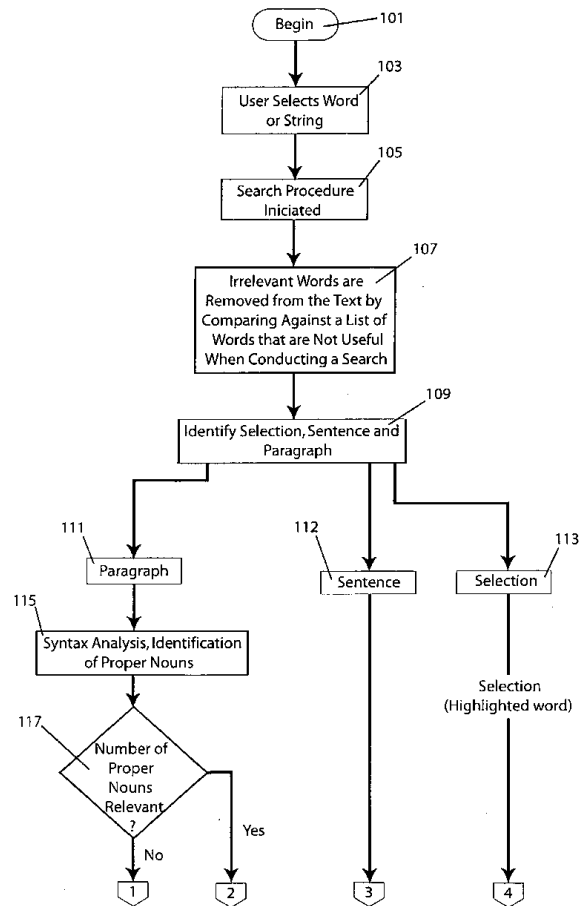 Begin
101
103
User Selects Word
or String
105
Search Procedure
Iniciated
107
Irrelevant Words are
Removed from the Text by
Comparing Against a List of
Words that are Not Useful
When Conducting a Search
109
Identify Selection, Sentence and
Paragraph
111
Paragraph
112
Sentence
113
Selection
115
Syntax Analysis, Identification
of Proper Nouns
Selection
(Highlighted word)
117
Number of
Proper
Nouns
Relevant
?
Yes
No
1
2
3
4